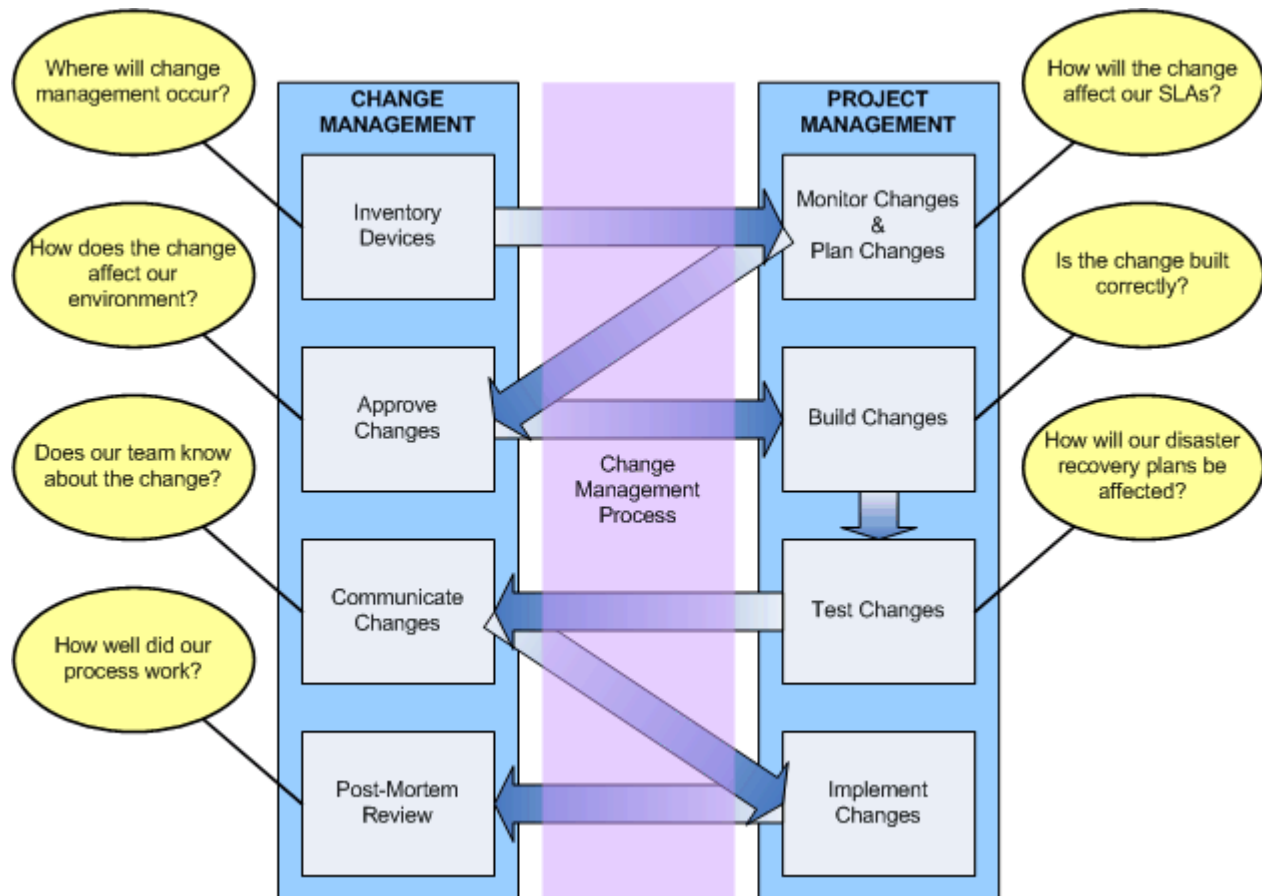 Where will change
management occur?
How does the change
affect our
environment?
Does our team know
about the change?
How well did our
process work?
CHANGE
MANAGEMENT
Inventory
Devices
Approve
Changes
Communicate
Changes
Post-Mortem
Review
Change
Management
Process
PROJECT
MANAGEMENT
Monitor Changes
&
Plan Changes
Build Changes
Test Changes
Implement
Changes
How will the change
affect our SLAs?
Is the change built
correctly?
How will our disaster
recovery plans be
affected?